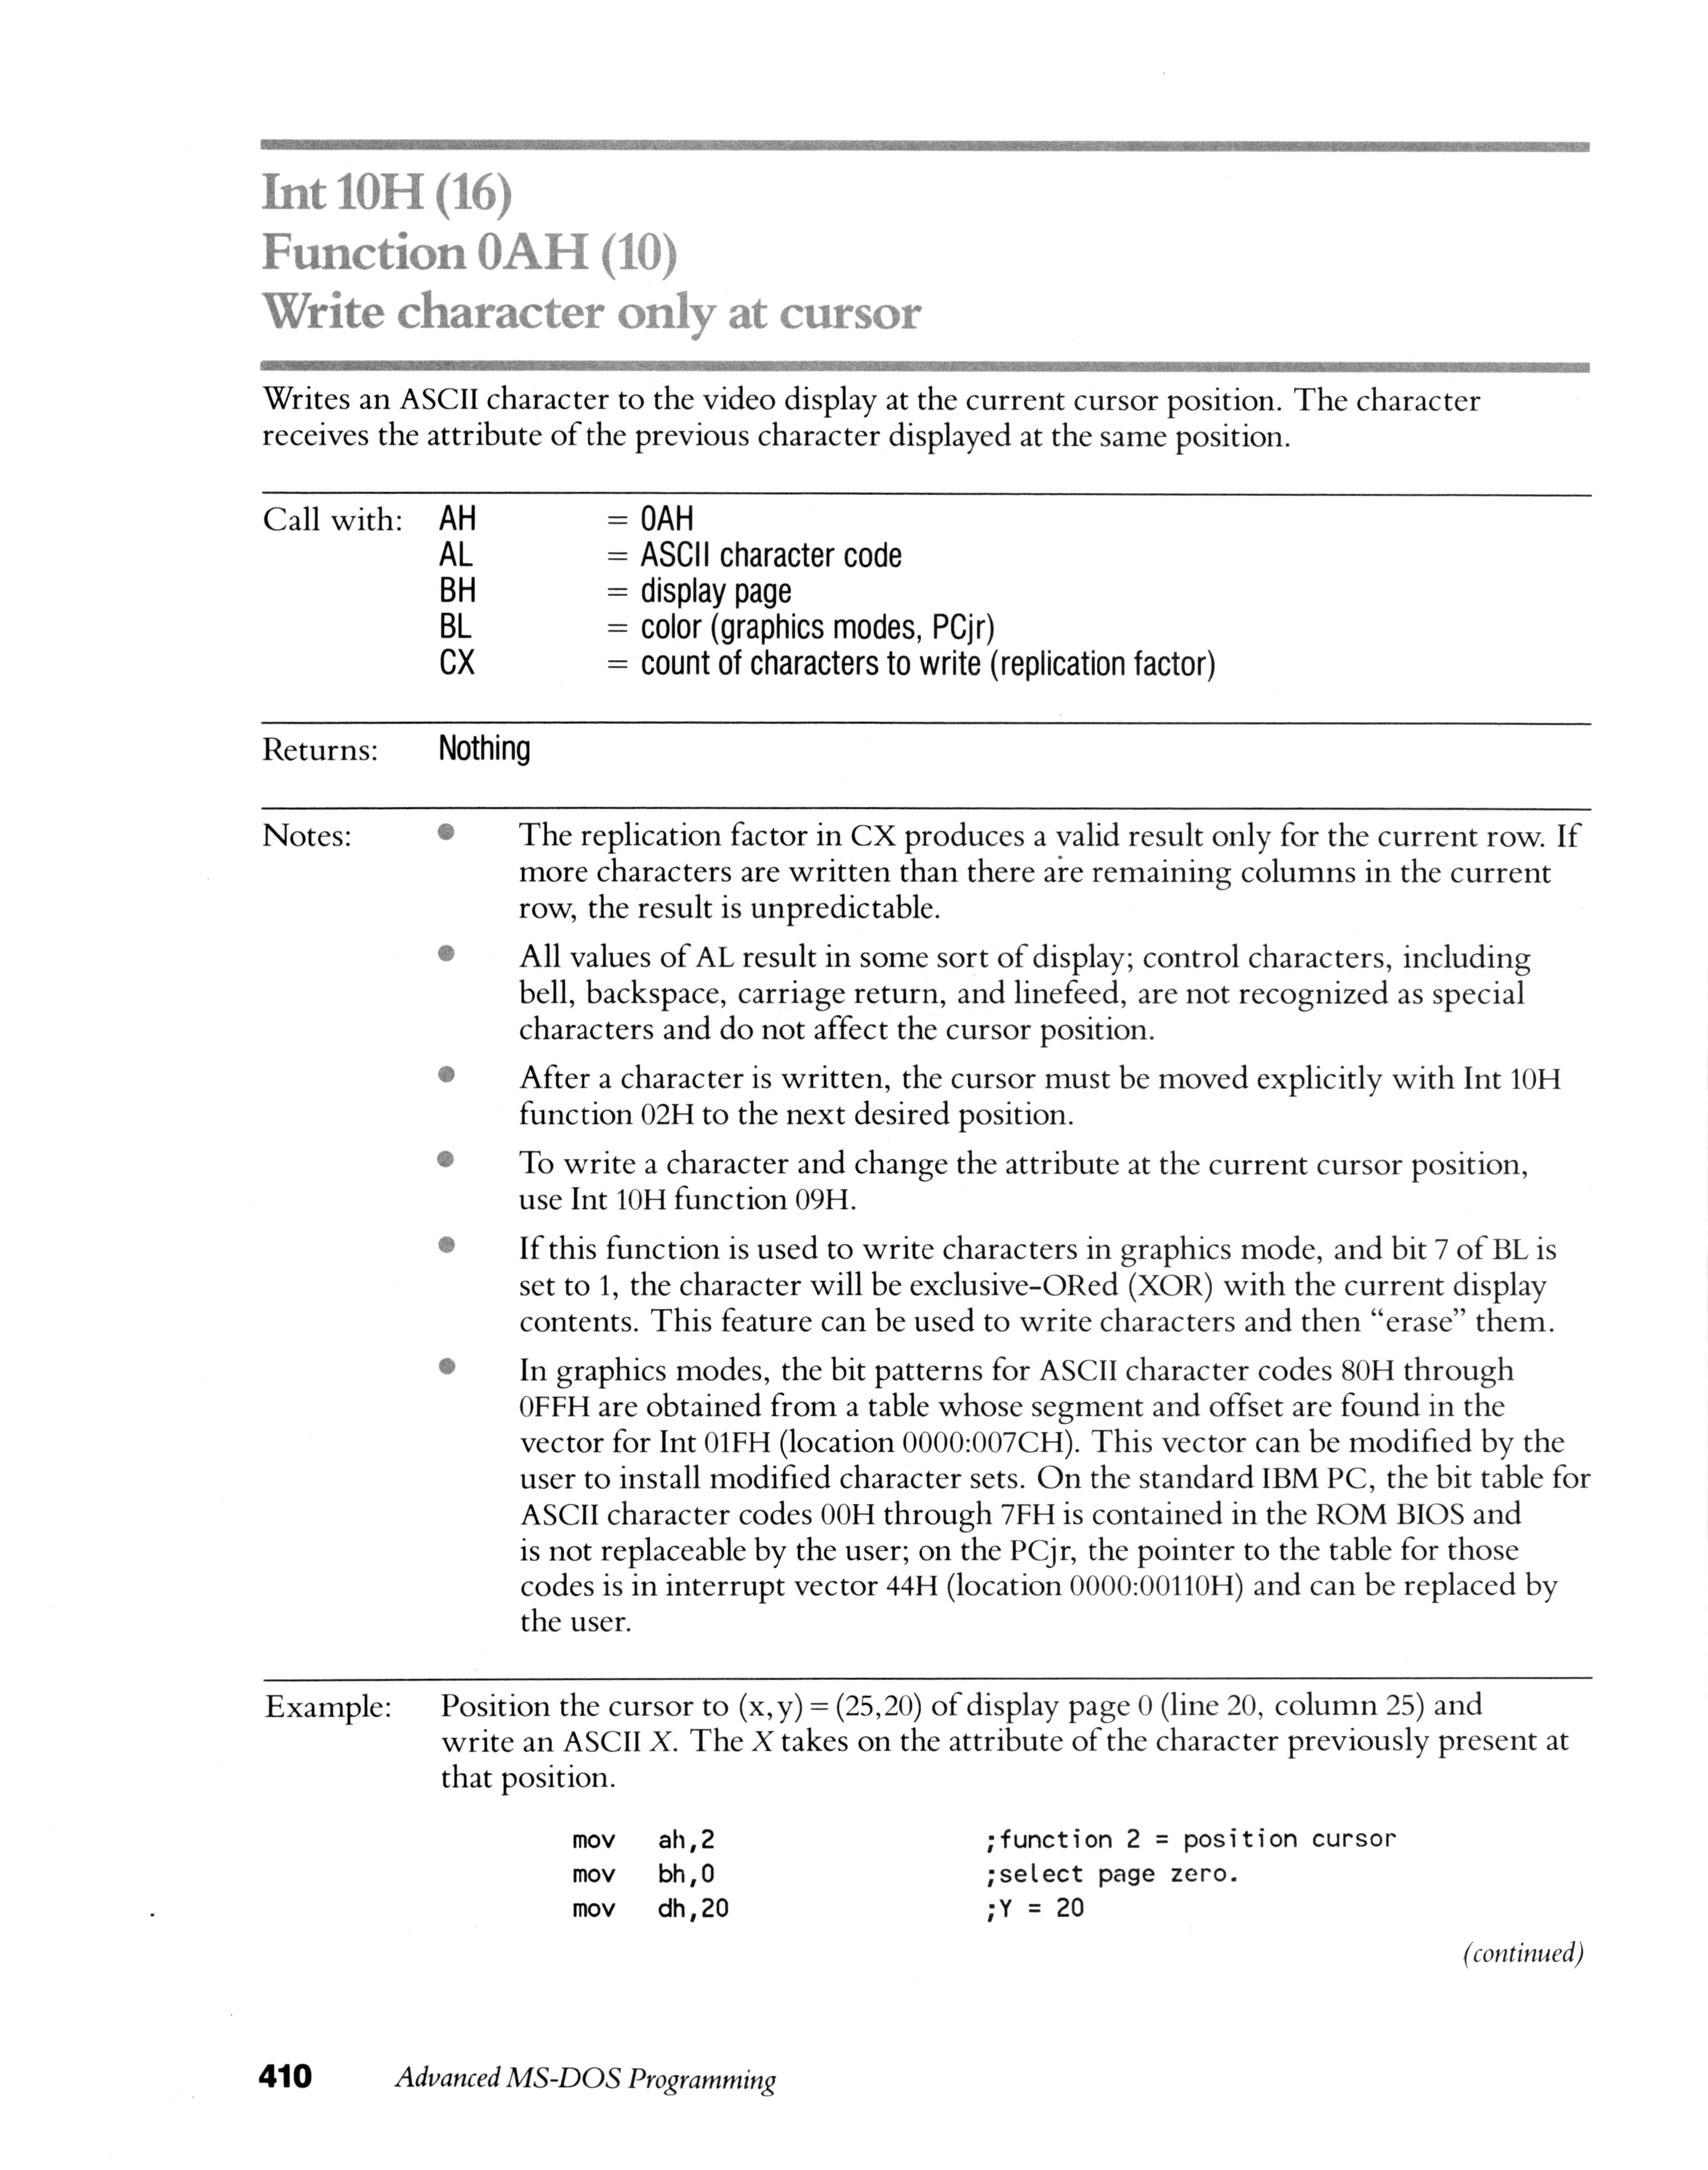 Int 10H (16)
Function 0AH (10)
Write character only at cursor
Writes an ASCII character to the video display at the current cursor position. The character
receives the attribute of the previous character displayed at the same position.
Call with: AH = 0AH
AL = ASCII character code
BH = display page
BL = color (graphics modes, PCjr)
CX = count of characters to write (replication factor)
Returns: Nothing
Notes: ● The replication factor in CX produces a valid result only for the current row. If
more characters are written than there are remaining columns in the current
row, the result is unpredictable.
● All values of AL result in some sort of display; control characters, including
bell, backspace, carriage return, and linefeed, are not recognized as special
characters and do not affect the cursor position.
● After a character is written, the cursor must be moved explicitly with Int 10H
function 02H to the next desired position.
● To write a character and change the attribute at the current cursor position,
use Int 10H function 09H.
● If this function is used to write characters in graphics mode, and bit 7 of BL is
set to 1, the character will be exclusive-ORed (XOR) with the current display
contents. This feature can be used to write characters and then “erase” them.
● In graphics modes, the bit patterns for ASCII character codes 80H through
0FFH are obtained from a table whose segment and offset are found in the
vector for Int 01FH (location 0000:007CH). This vector can be modified by the
user to install modified character sets. On the standard IBM PC, the bit table for
ASCII character codes 00H through 7FH is contained in the ROM BIOS and
is not replaceable by the user; on the PCjr, the pointer to the table for those
codes is in interrupt vector 44H (location 0000:00110H) and can be replaced by
the user.
Example: Position the cursor to (x,y) = (25,20) of display page 0 (line 20, column 25) and
write an ASCII X. The X takes on the attribute of the character previously present at
that position.
mov ah,2 ;function 2 = position cursor
mov bh,0 ;select page zero.
mov dh,20 ;Y = 20
(continued)
410 Advanced MS-DOS Programming